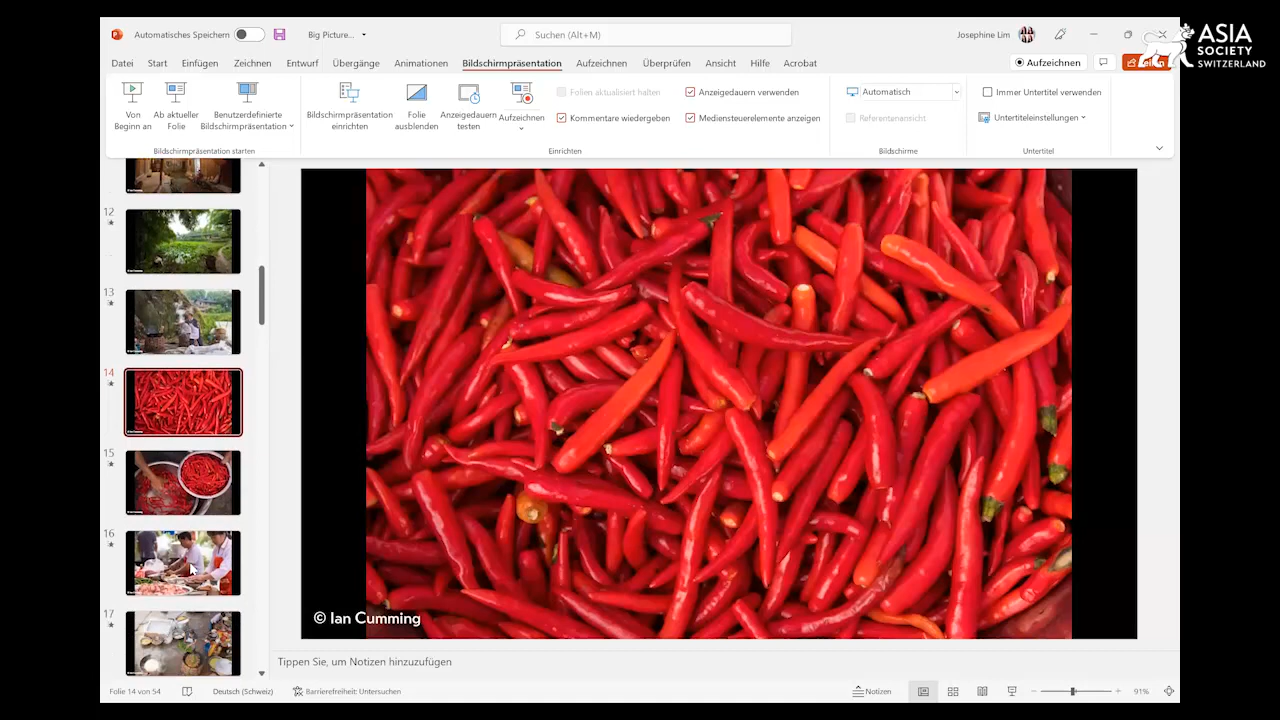 Automatisches Speichern
Big Picture...
Suchen (Alt+M)
Josephine Lim
ASIA
SOCIETY
SWITZERLAND
Datei Start Einfügen Zeichnen Entwurf Übergänge Animationen Bildschirmpräsentation Aufzeichnen Überprüfen Ansicht Hilfe Acrobat
Aufzeichnen
Von
Beginn an
Ab aktueller
Folie
Benutzerdefinierte
Bildschirmpräsentation
Bildschirmpräsentation starten
Bildschirmpräsentation
einrichten
Folie
ausblenden
Anzeigedauern
testen
Aufzeichnen
Folien aktualisiert halten
Kommentare wiedergeben
Anzeigedauern verwenden
Mediensteuerelemente anzeigen
Einrichten
Automatisch
Referentenansicht
Bildschirme
Immer Untertitel verwenden
Untertiteleinstellungen
Untertitel
12
13
14
15
16
17
© Ian Cumming
Tippen Sie, um Notizen hinzuzufügen
Folie 14 von 54
Deutsch (Schweiz)
Barrierefreiheit: Untersuchen
Notizen
91%